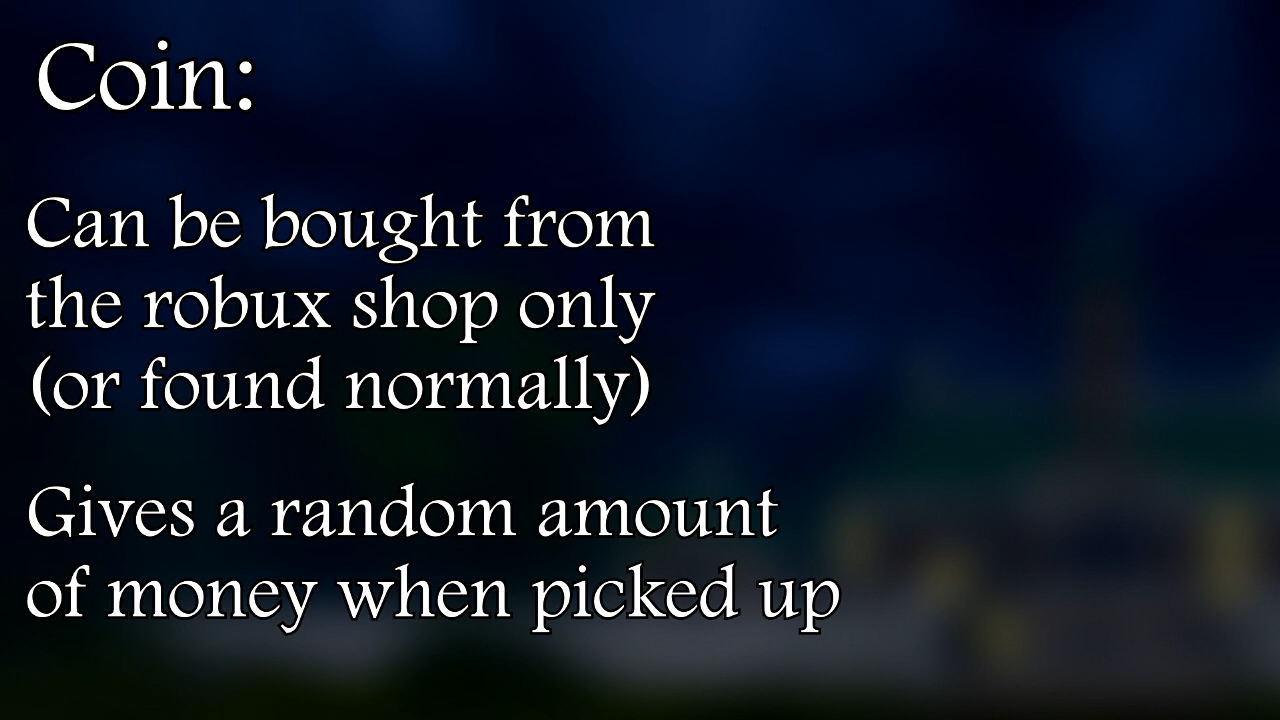 Coin:
Can be bought from
the robux shop only
(or found normally)
Gives a random amount
of money when picked up